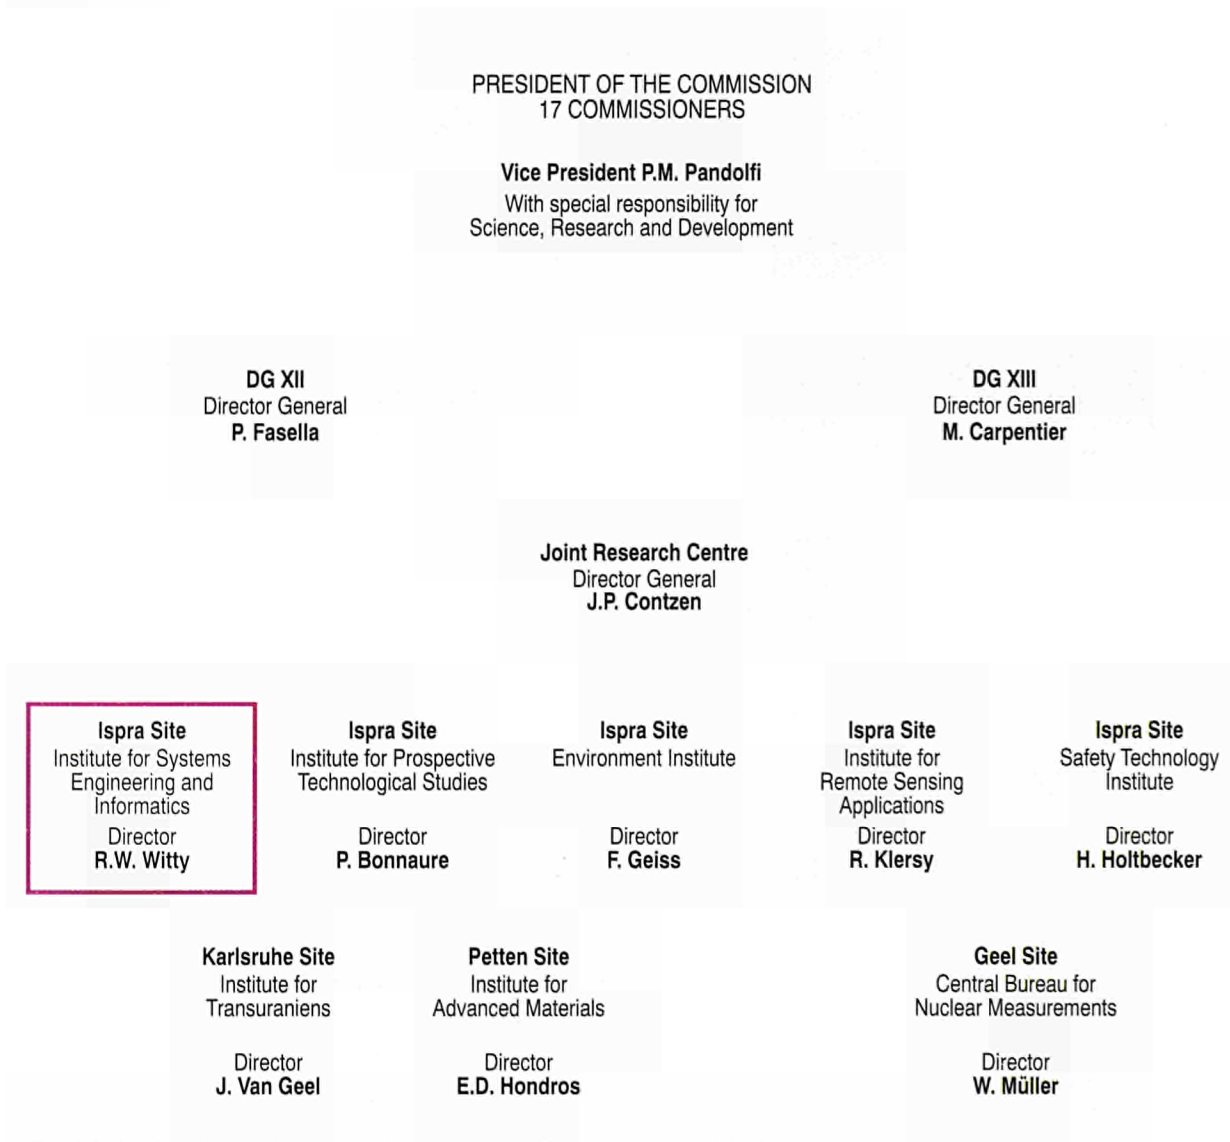 PRESIDENT OF THE COMMISSION
17 COMMISSIONERS
Vice President P.M. Pandolfi
With special responsibility for
Science, Research and Development
DG XII
Director General
P. Fasella
DG XIII
Director General
M. Carpentier
Joint Research Centre
Director General
J.P. Contzen
Ispra Site
Institute for Systems
Engineering and
Informatics
Director
R.W. Witty
Ispra Site
Institute for Prospective
Technological Studies
Director
P. Bonnaure
Ispra Site
Environment Institute
Director
F. Geiss
Ispra Site
Institute for
Remote Sensing
Applications
Director
R. Klersy
Ispra Site
Safety Technology
Institute
Director
H. Holtbecker
Karlsruhe Site
Institute for
Transuraniens
Director
J. Van Geel
Petten Site
Institute for
Advanced Materials
Director
E.D. Hondros
Geel Site
Central Bureau for
Nuclear Measurements
Director
W. Müller